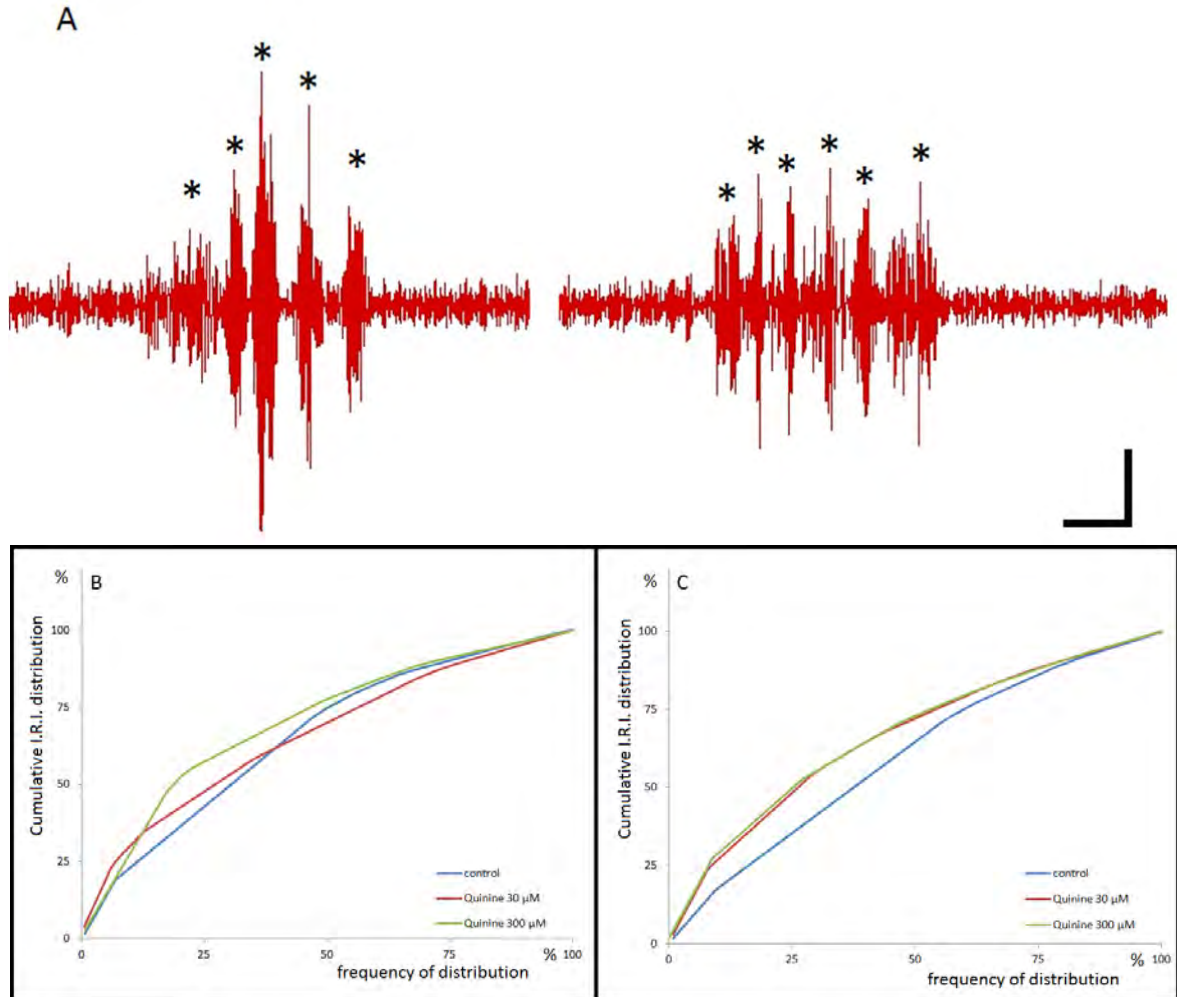 A
* * * * *
* * * * * *
B
%
Cumulative I.R.I. distribution
100
75
50
25
0
0 25 50 75 100
%
frequency of distribution
control
Quinine 30 µM
Quinine 300 µM
C
%
Cumulative I.R.I. distribution
100
75
50
25
0
0 25 50 75 100
%
frequency of distribution
control
Quinine 30 µM
Quinine 300 µM